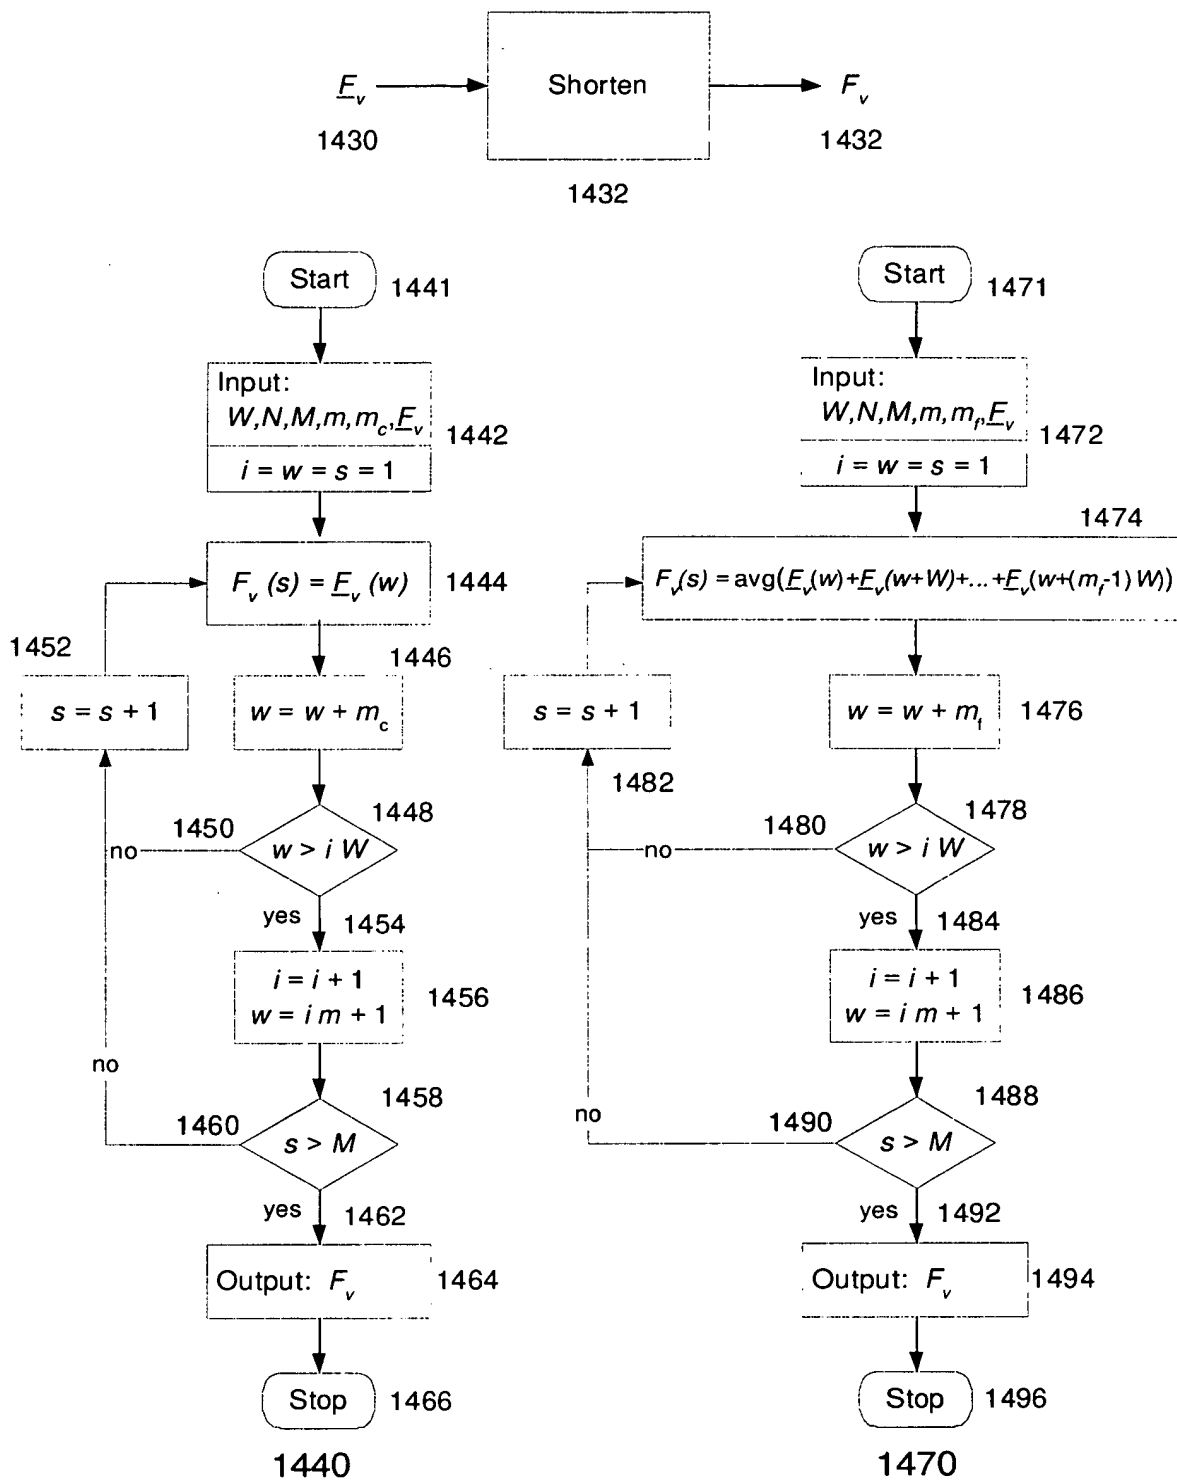 F_v Shorten F_v
1430 1432
1432
Start 1441
Input:
W,N,M,m,m_c,F_v
1442
i = w = s = 1
F_v (s) = F_v (w) 1444
1452 1446
s = s + 1 w = w + m_c
1448
1450
no w > i W
yes 1454
i = i + 1
w = i m + 1
1456
no
1458
1460
s > M
yes 1462
Output: F_v 1464
Stop 1466
1440
Start 1471
Input:
W,N,M,m,m_f,F_v
1472
i = w = s = 1
1474
F_v(s) = avg(F_v(w)+F_v(w+W)+...+F_v(w+(m_f-1) W))
s = s + 1 w = w + m_f 1476
1482
1478
1480
no w > i W
yes 1484
i = i + 1
w = i m + 1
1486
1488
no 1490
s > M
yes 1492
Output: F_v 1494
Stop 1496
1470